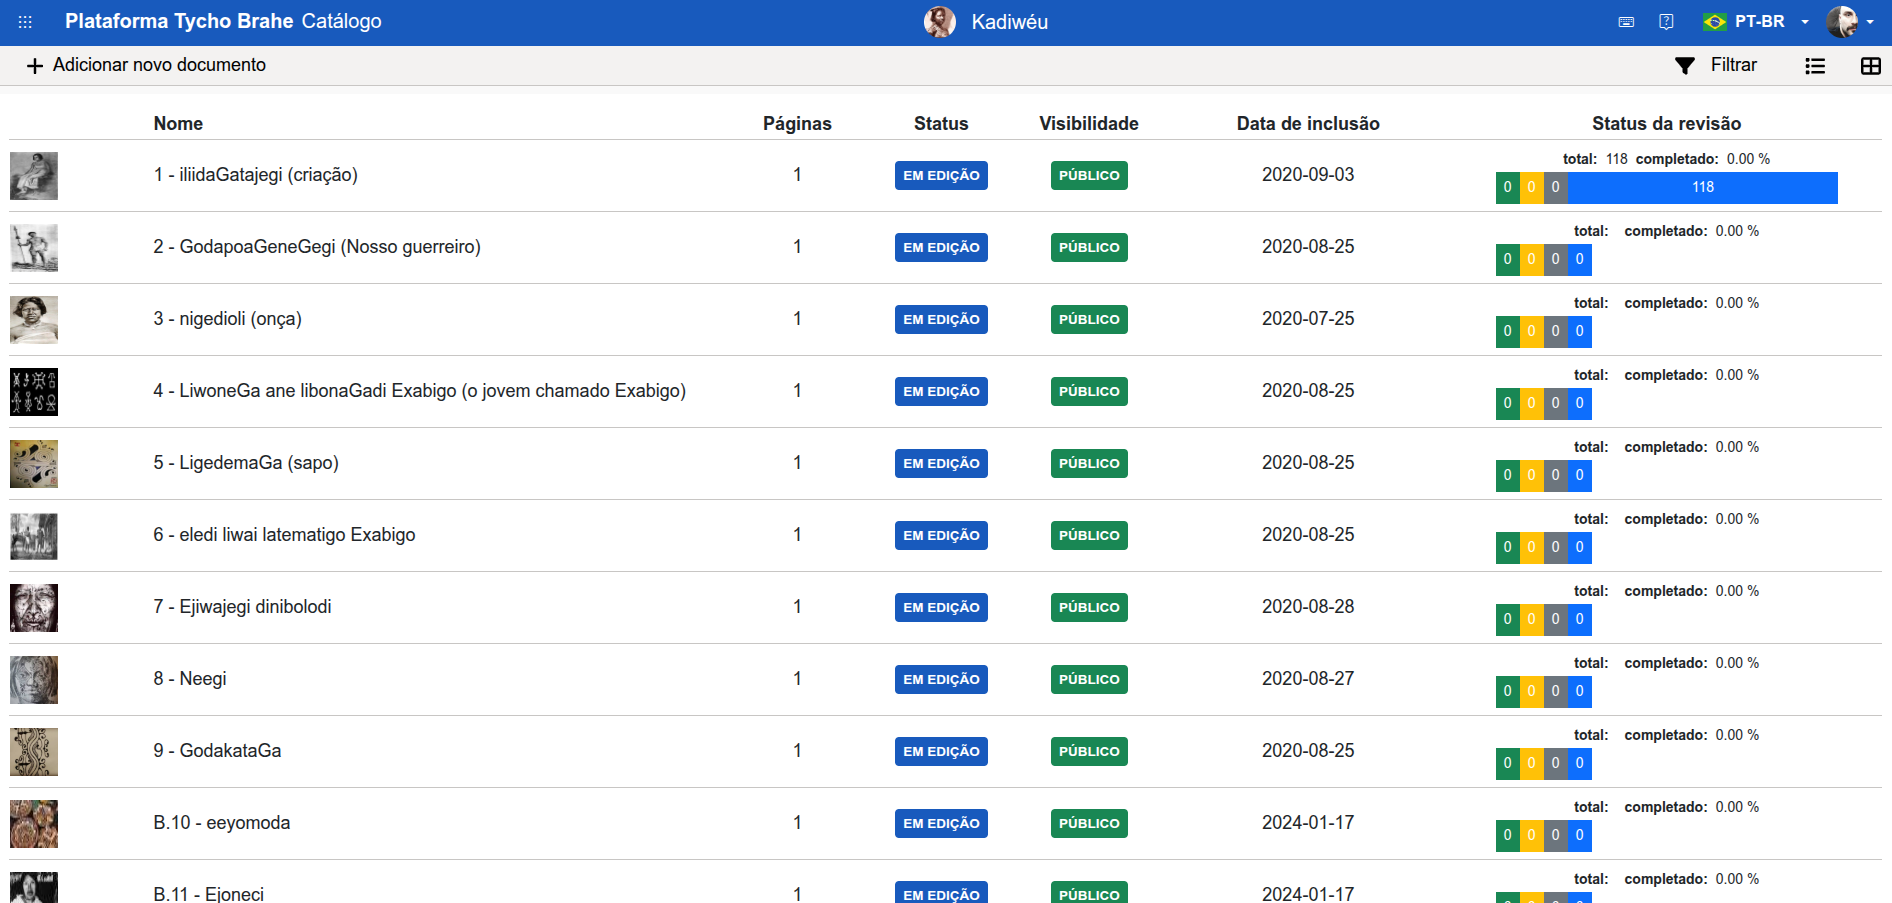 Plataforma Tycho Brahe Catálogo Kadiwéu PT-BR
Adicionar novo documento Filtrar
Nome Páginas Status Visibilidade Data de inclusão Status da revisão
total: 118 completado: 0.00 %
1 - iliidaGatajegi (criação) 1 EM EDIÇÃO PÚBLICO 2020-09-03
0 0 0 118
total: completado: 0.00 %
2 - GodapoaGeneGegi (Nosso guerreiro) 1 EM EDIÇÃO PÚBLICO 2020-08-25
0 0 0 0
total: completado: 0.00 %
3 - nigedioli (onça) 1 EM EDIÇÃO PÚBLICO 2020-07-25
0 0 0 0
total: completado: 0.00 %
4 - LiwoneGa ane libonaGadi Exabigo (o jovem chamado Exabigo) 1 EM EDIÇÃO PÚBLICO 2020-08-25
0 0 0 0
total: completado: 0.00 %
5 - LigedemaGa (sapo) 1 EM EDIÇÃO PÚBLICO 2020-08-25
0 0 0 0
total: completado: 0.00 %
6 - eledi liwai latematigo Exabigo 1 EM EDIÇÃO PÚBLICO 2020-08-25
0 0 0 0
total: completado: 0.00 %
7 - Ejiwajegi dinibolodi 1 EM EDIÇÃO PÚBLICO 2020-08-28
0 0 0 0
total: completado: 0.00 %
8 - Neegi 1 EM EDIÇÃO PÚBLICO 2020-08-27
0 0 0 0
total: completado: 0.00 %
9 - GodakataGa 1 EM EDIÇÃO PÚBLICO 2020-08-25
0 0 0 0
total: completado: 0.00 %
B.10 - eeyomoda 1 EM EDIÇÃO PÚBLICO 2024-01-17
0 0 0 0
total: completado: 0.00 %
B.11 - Ejoneci 1 EM EDIÇÃO PÚBLICO 2024-01-17